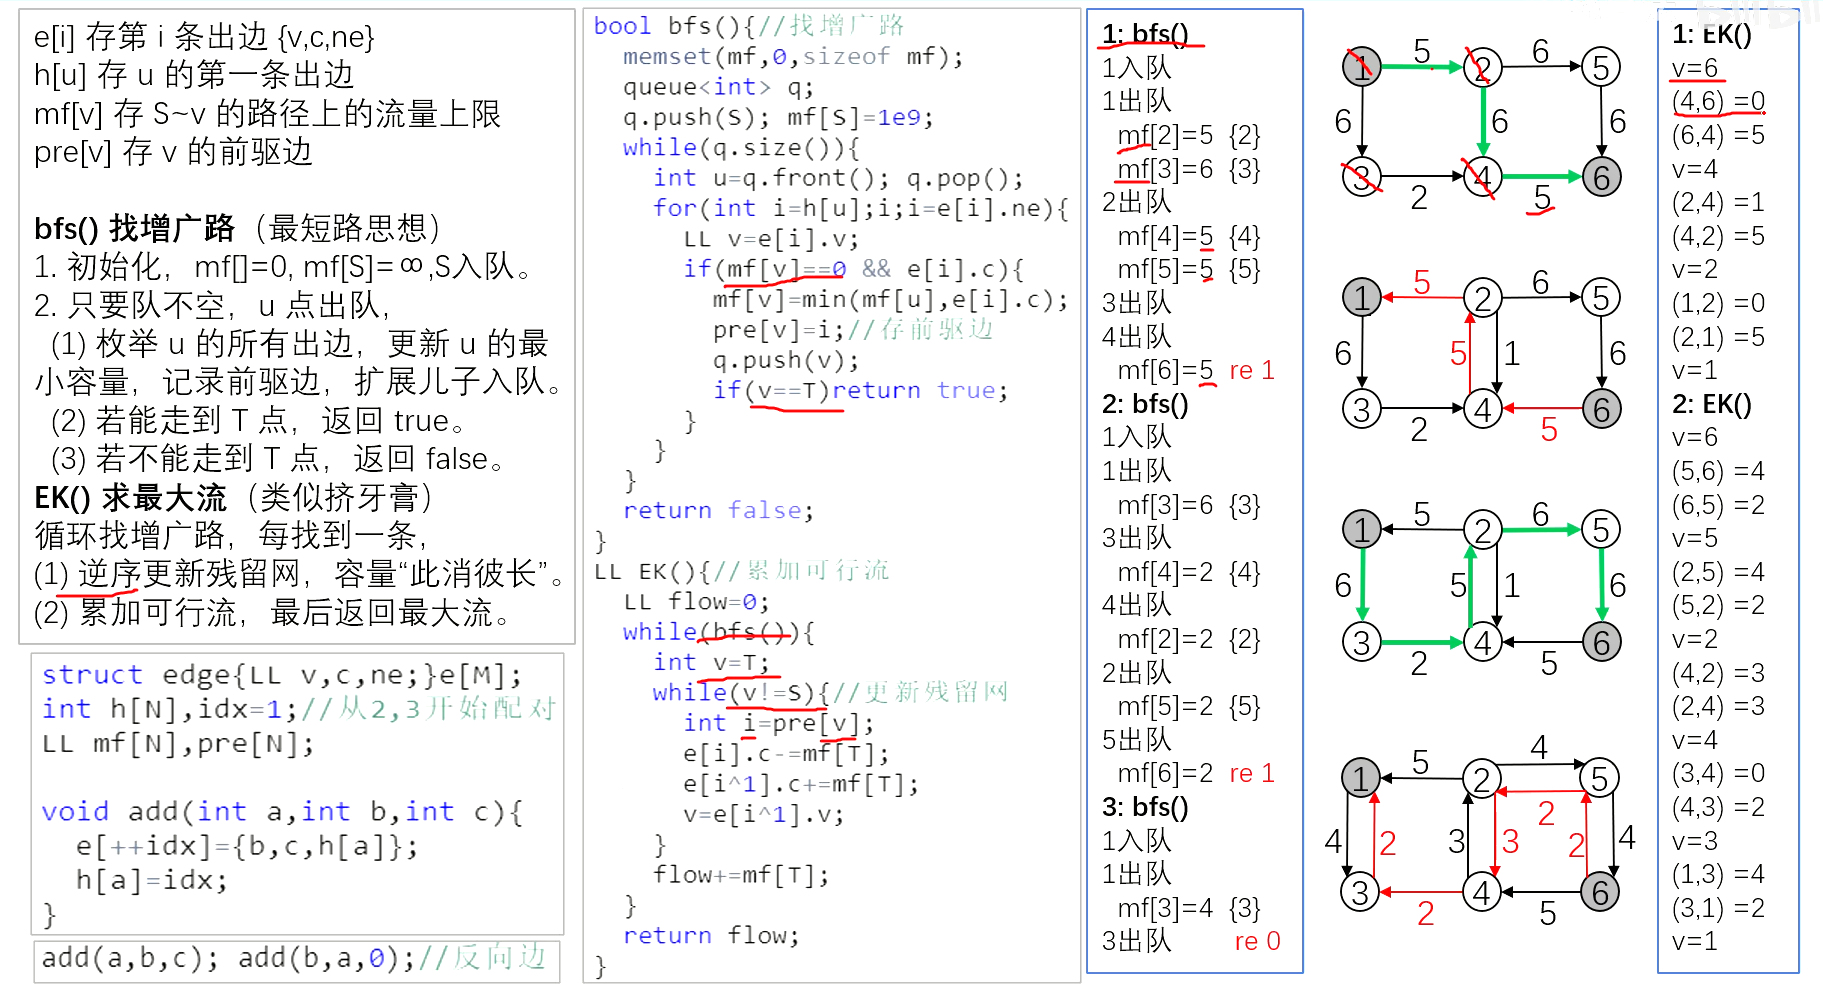 e[i] 存第 i 条出边 {v,c,ne}
h[u] 存 u 的第一条出边
mf[v] 存 S~v 的路径上的流量上限
pre[v] 存 v 的前驱边
bfs() 找增广路（最短路思想）
1. 初始化，mf[]=0, mf[S]=∞,S入队。
2. 只要队不空，u 点出队，
(1) 枚举 u 的所有出边，更新 u 的最
小容量，记录前驱边，扩展儿子入队。
(2) 若能走到 T 点，返回 true。
(3) 若不能走到 T 点，返回 false。
EK() 求最大流（类似挤牙膏）
循环找增广路，每找到一条，
(1) 逆序更新残留网，容量“此消彼长”。
(2) 累加可行流，最后返回最大流。
struct edge{LL v,c,ne;}e[M];
int h[N],idx=1;//从2,3开始配对
LL mf[N],pre[N];
void add(int a,int b,int c){
e[++idx]={b,c,h[a]};
h[a]=idx;
}
add(a,b,c); add(b,a,0);//反向边
bool bfs(){//找增广路
memset(mf,0,sizeof mf);
queue<int> q;
q.push(S); mf[S]=1e9;
while(q.size()){
int u=q.front(); q.pop();
for(int i=h[u];i;i=e[i].ne){
LL v=e[i].v;
if(mf[v]==0 && e[i].c){
mf[v]=min(mf[u],e[i].c);
pre[v]=i;//存前驱边
q.push(v);
if(v==T)return true;
}
}
}
return false;
}
LL EK(){//累加可行流
LL flow=0;
while(bfs()){
int v=T;
while(v!=S){//更新残留网
int i=pre[v];
e[i].c-=mf[T];
e[i^1].c+=mf[T];
v=e[i^1].v;
}
flow+=mf[T];
}
return flow;
}
1: bfs()
1入队
1出队
mf[2]=5 {2}
mf[3]=6 {3}
2出队
mf[4]=5 {4}
mf[5]=5 {5}
3出队
4出队
mf[6]=5 re 1
2: bfs()
1入队
1出队
mf[3]=6 {3}
3出队
mf[4]=2 {4}
4出队
mf[2]=2 {2}
2出队
mf[5]=2 {5}
5出队
mf[6]=2 re 1
3: bfs()
1入队
1出队
mf[3]=4 {3}
3出队 re 0
5 6
1 2 5
6 6 6
3 4 6
2 5
5 6
1 2 5
6 5 1 6
3 4 6
2 5
5 6
1 2 5
6 5 1 6
3 4 6
2 5
5 4
1 2 5
2
4 2 3 3 2 4
3 4 6
2 5
1: EK()
v=6
(4,6) =0
(6,4) =5
v=4
(2,4) =1
(4,2) =5
v=2
(1,2) =0
(2,1) =5
v=1
2: EK()
v=6
(5,6) =4
(6,5) =2
v=5
(2,5) =4
(5,2) =2
v=2
(4,2) =3
(2,4) =3
v=4
(3,4) =0
(4,3) =2
v=3
(1,3) =4
(3,1) =2
v=1